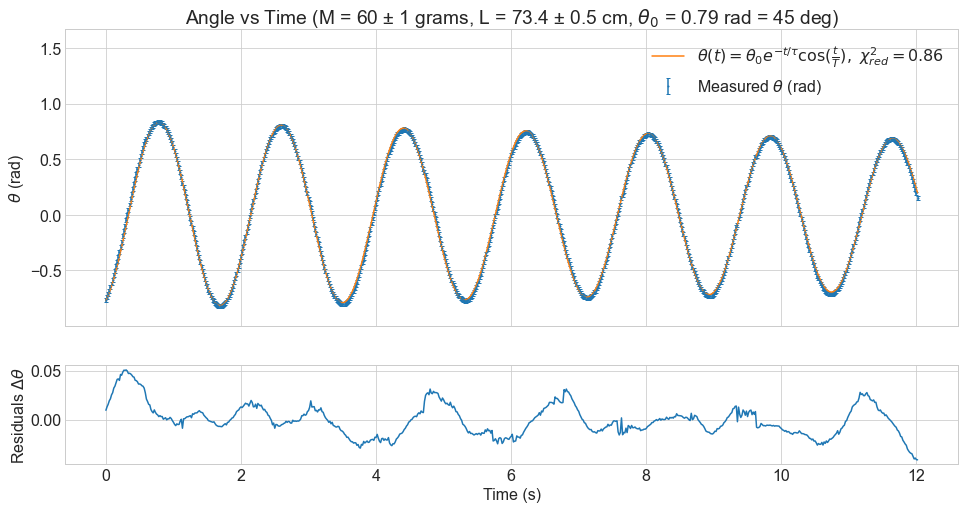 Angle vs Time (M = 60 ± 1 grams, L = 73.4 ± 0.5 cm, θ₀ = 0.79 rad = 45 deg)
θ(t) = θ₀e^{-t/τ}cos(t/T), χ²_{red} = 0.86
Measured θ (rad)
θ (rad)
1.5
1.0
0.5
0.0
−0.5
Residuals Δθ
0.05
0.00
0
2
4
6
8
10
12
Time (s)